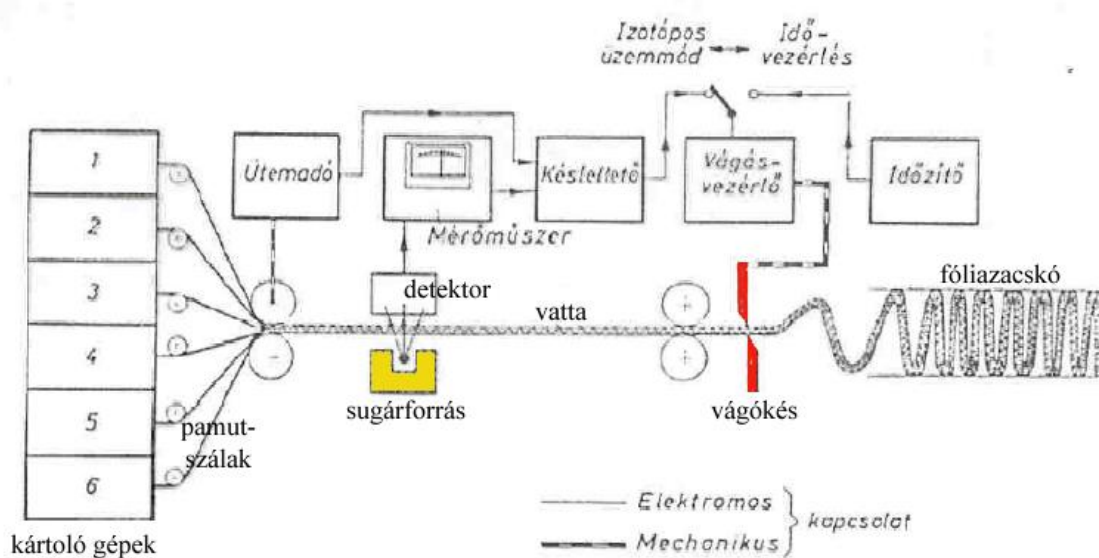 Izotópos
üzemmód
Idő-
vezérlés
1
2
3
4
5
6
Ütemadó
Mérőműszer
Késleltető
Vágás-
vezérlő
Időzítő
detektor
vatta
fóliazacskó
sugárforrás
vágókés
pamut-
szálak
kártoló gépek
Elektromos
Mechanikus
kapcsolat